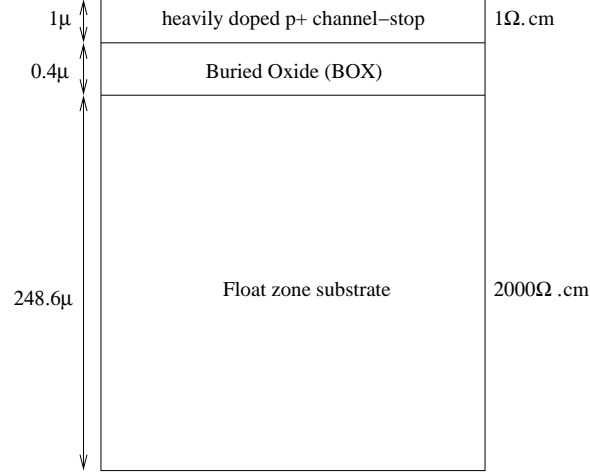 1μ heavily doped p+ channel−stop 1Ω.cm
0.4μ Buried Oxide (BOX)
248.6μ Float zone substrate 2000Ω .cm